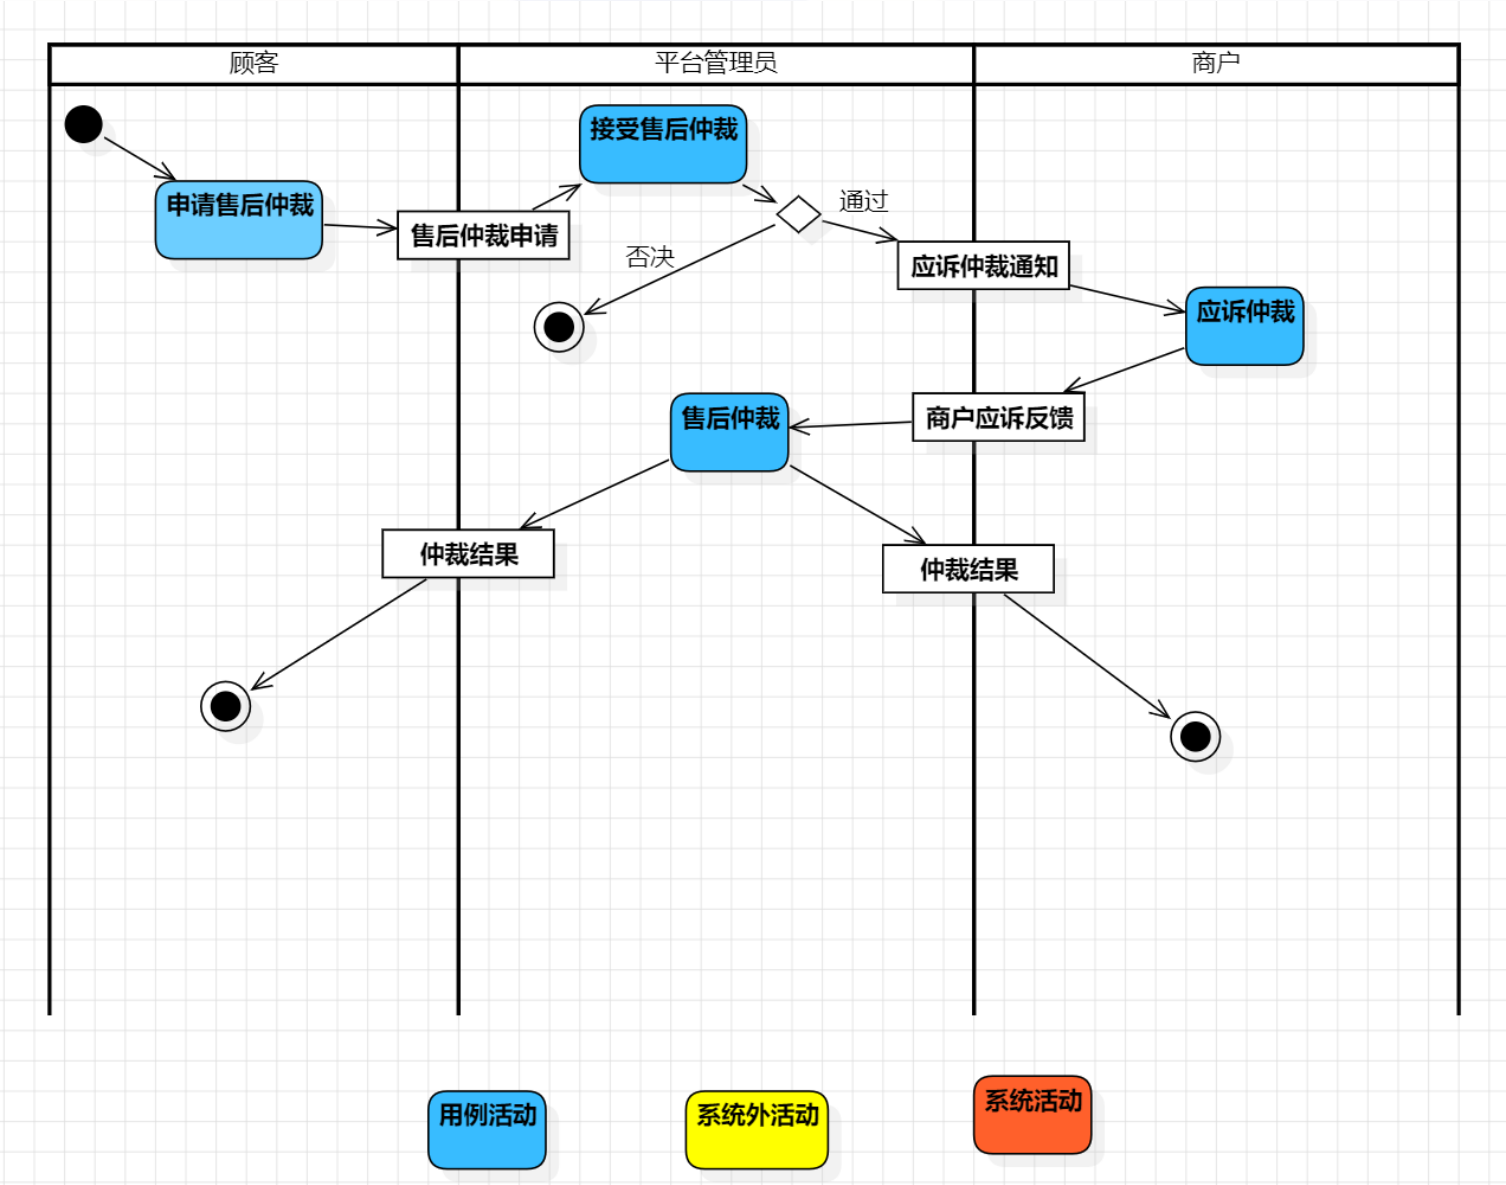 顾客
平台管理员
商户
接受售后仲裁
申请售后仲裁
通过
售后仲裁申请
否决
应诉仲裁通知
应诉仲裁
售后仲裁
商户应诉反馈
仲裁结果
仲裁结果
用例活动
系统外活动
系统活动